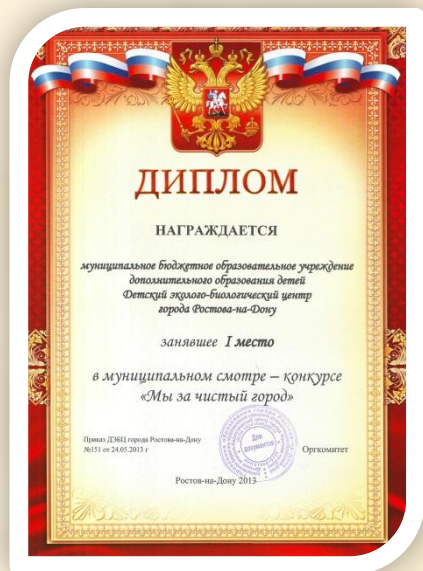 ДИПЛОМ
НАГРАЖДАЕТСЯ
муниципальное бюджетное образовательное учреждение
дополнительного образования детей
Детский эколого-биологический центр
города Ростова-на-Дону
занявшее I место
в муниципальном смотре – конкурсе
«Мы за чистый город»
Приказ ДЭБЦ города Ростова-на-Дону
№151 от 24.05.2013 г
Для
документов
Оргкомитет
Ростов-на-Дону 2013